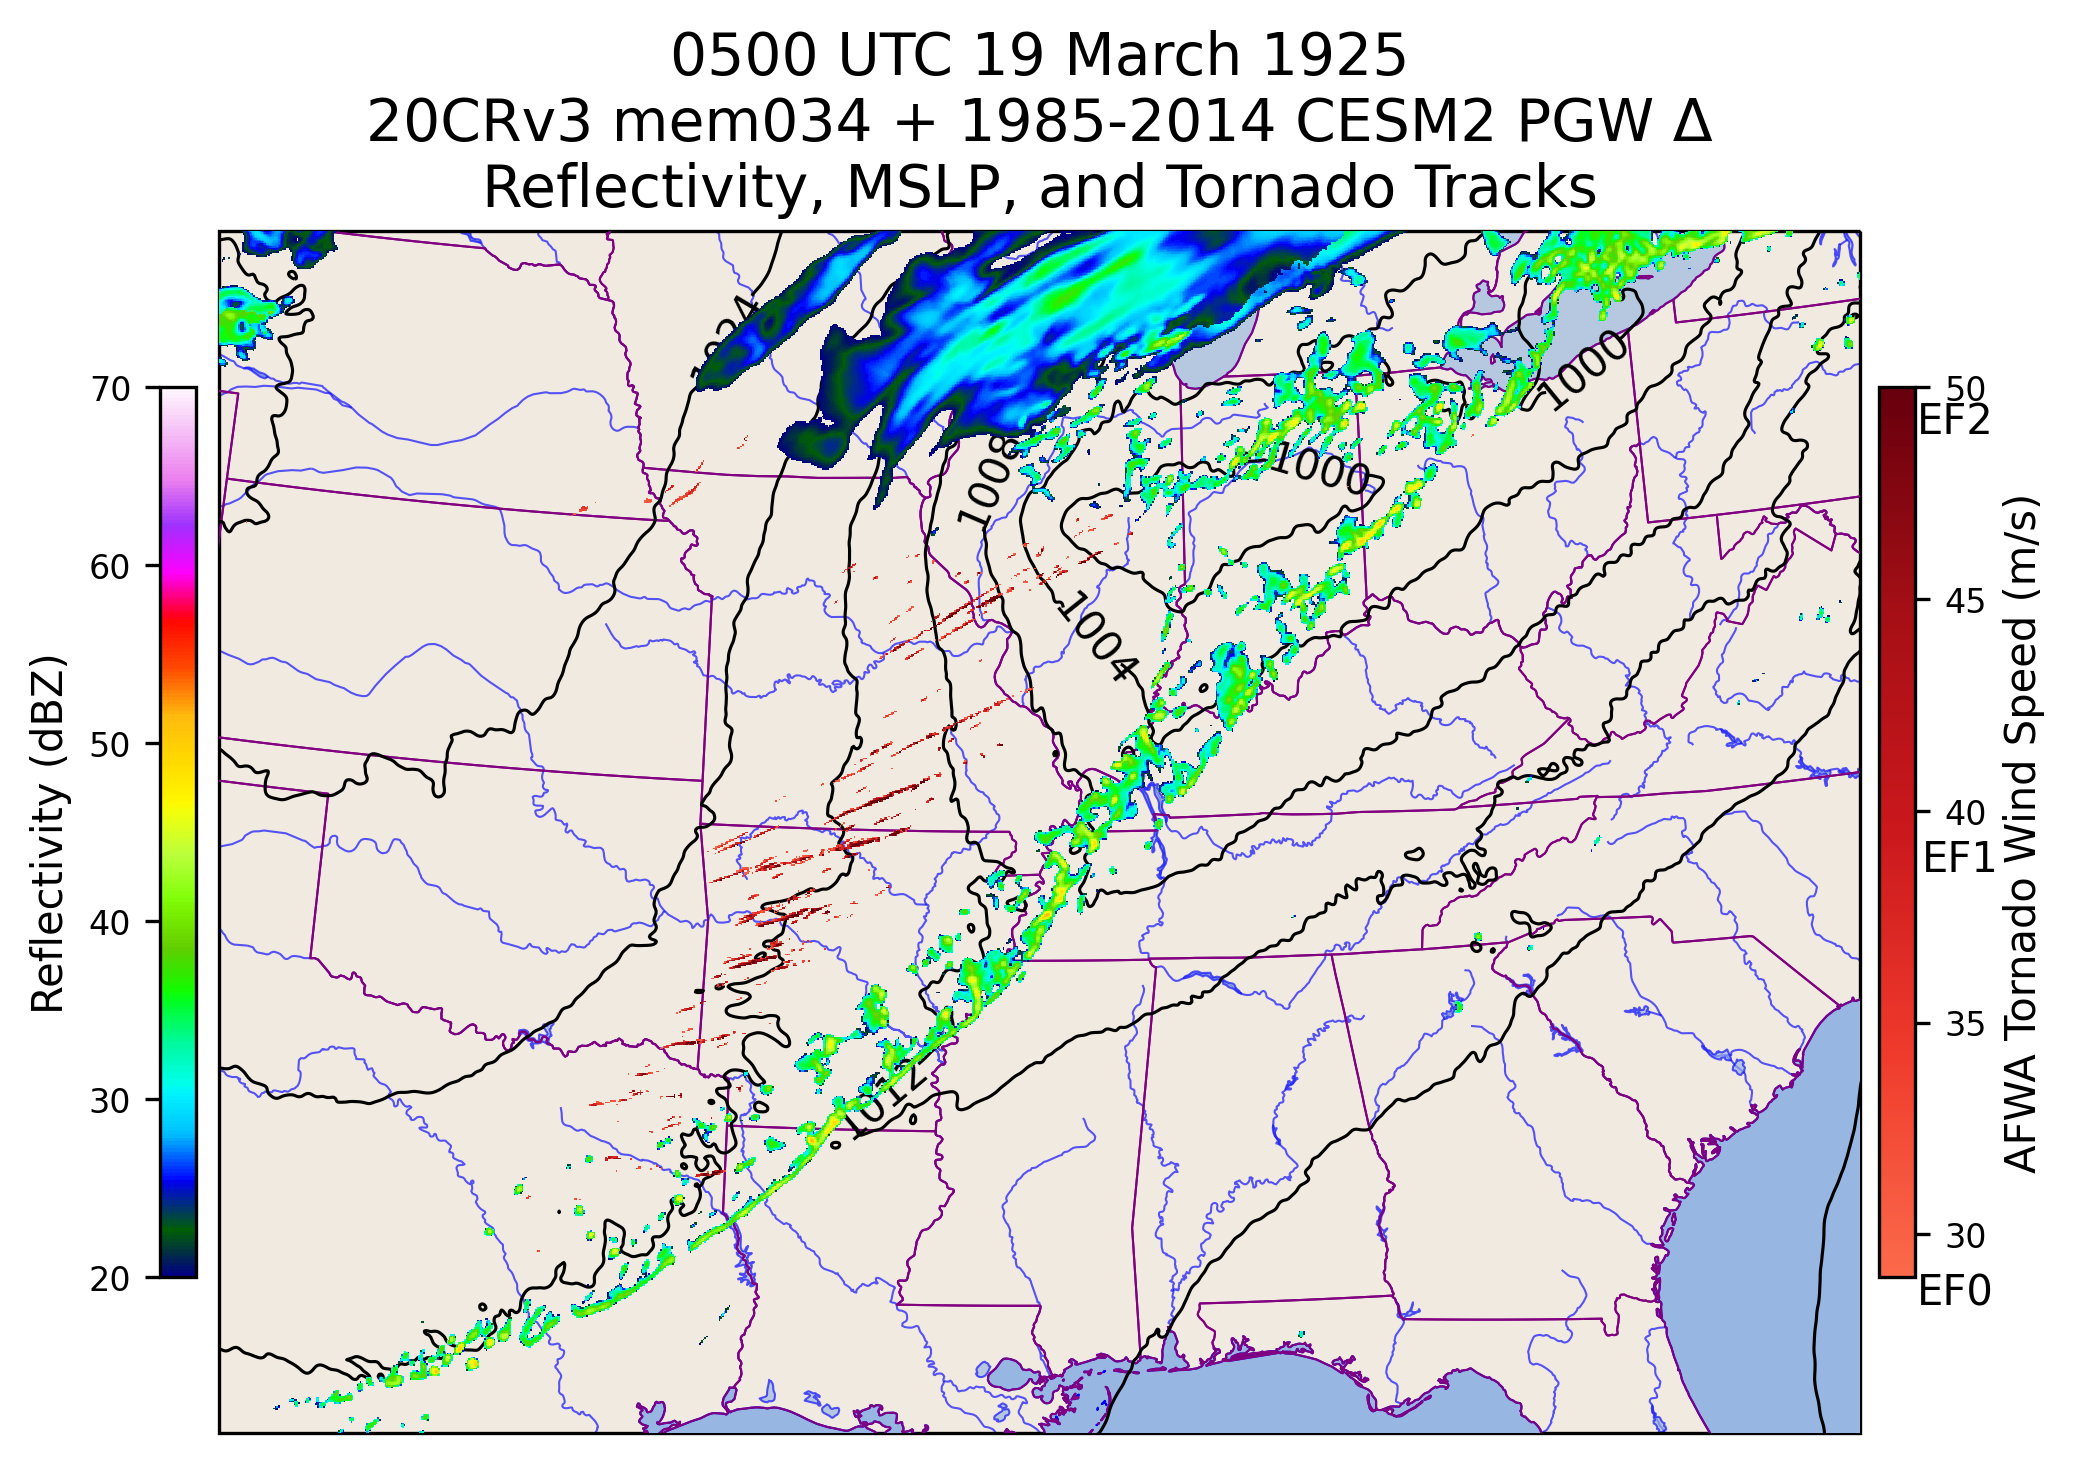 0500 UTC 19 March 1925
20CRv3 mem034 + 1985-2014 CESM2 PGW Δ
Reflectivity, MSLP, and Tornado Tracks
Reflectivity (dBZ)
70
60
50
40
30
20
1008
1000
1000
1004
1012
50
EF2
45
40
EF1
35
30
EF0
AFWA Tornado Wind Speed (m/s)